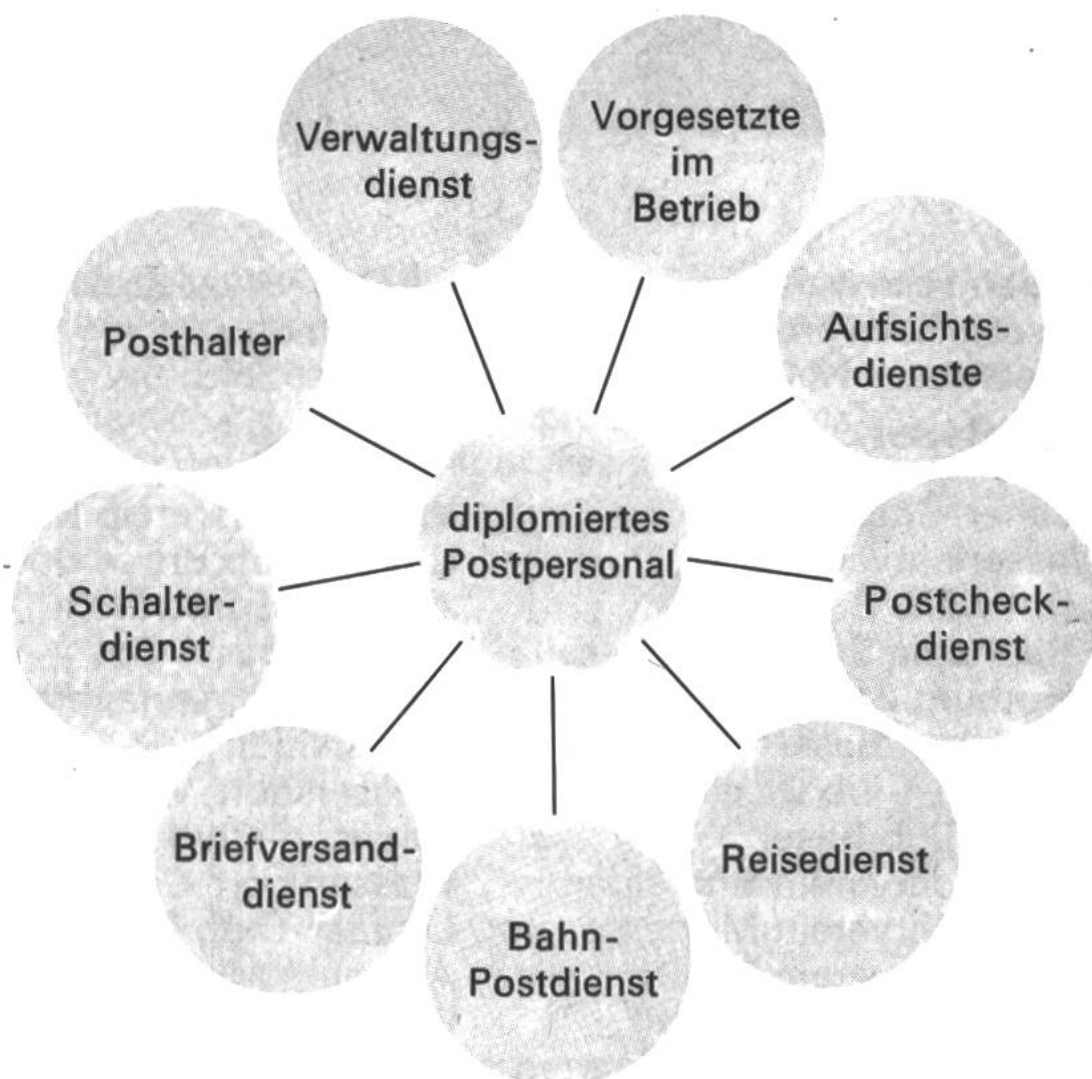 Verwaltungs-
dienst
Vorgesetzte
im
Betrieb
Posthalter
Aufsichts-
dienste
diplomiertes
Postpersonal
Schalter-
dienst
Postcheck-
dienst
Briefversand-
dienst
Reisedienst
Bahn-
Postdienst